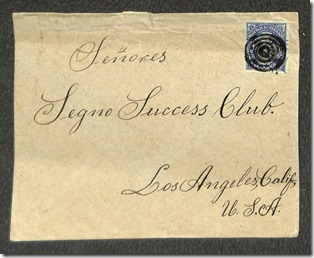 Señores
Segno Success Club.
Los Angeles, Calif.
U.S.A.